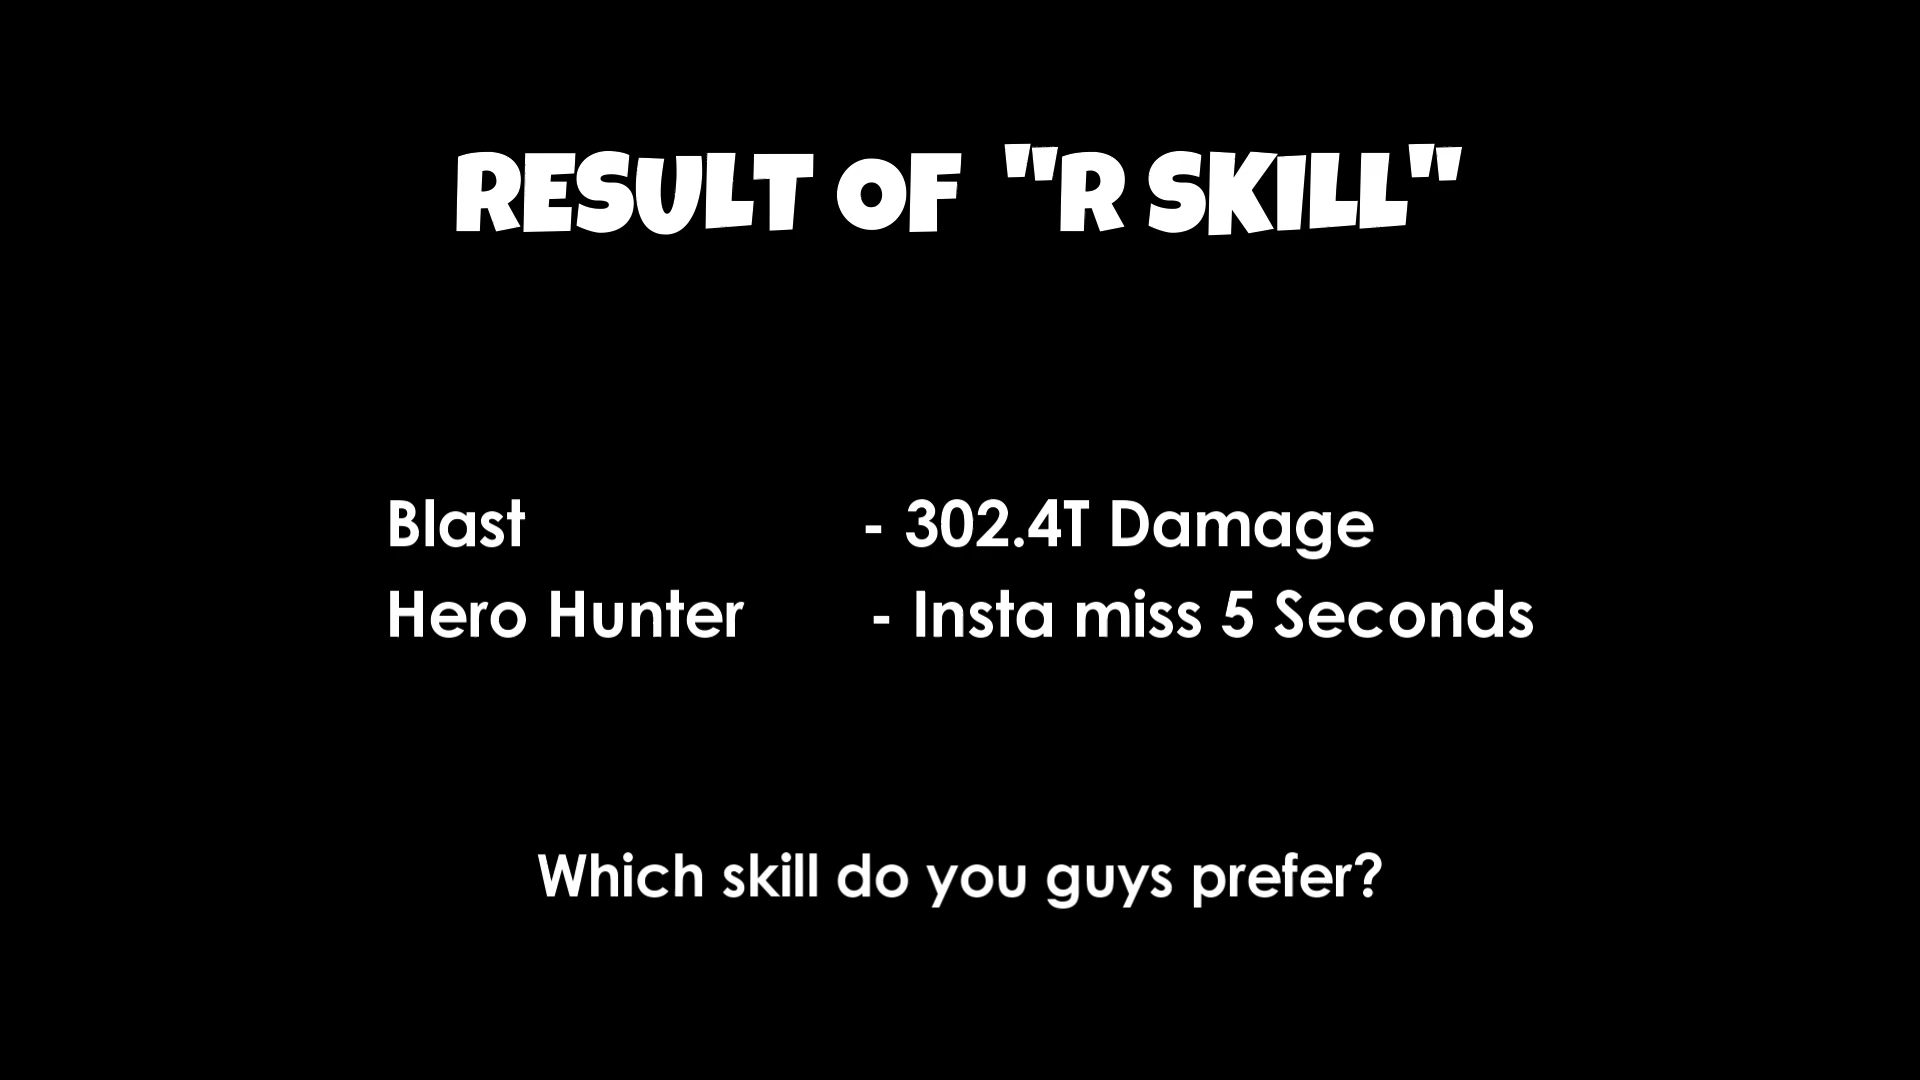 RESULT OF "R SKILL"
Blast - 302.4T Damage
Hero Hunter - Insta miss 5 Seconds
Which skill do you guys prefer?